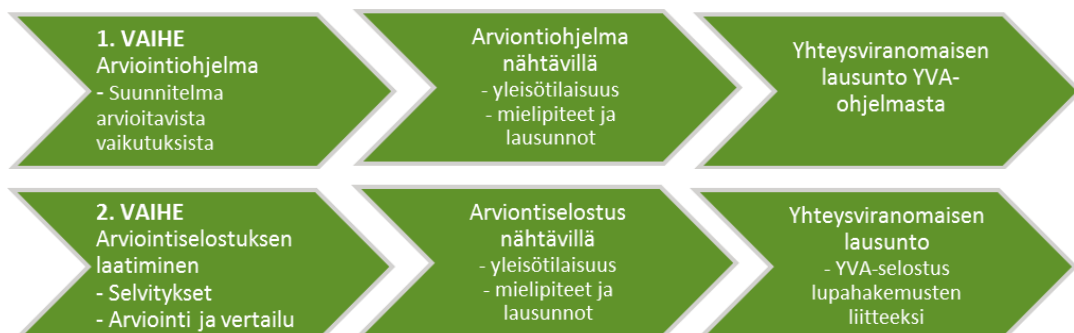 1. VAIHE
Arviointiohjelma
- Suunnitelma
arvioitavista
vaikutuksista
Arviontiohjelma
nähtävillä
- yleisötilaisuus
- mielipiteet ja
lausunnot
Yhteysviranomaisen
lausunto YVA-
ohjelmasta
2. VAIHE
Arviointiselostuksen
laatiminen
- Selvitykset
- Arviointi ja vertailu
Arviontiselostus
nähtävillä
- yleisötilaisuus
- mielipiteet ja
lausunnot
Yhteysviranomaisen
lausunto
- YVA-selostus
lupahakemusten
liitteeksi